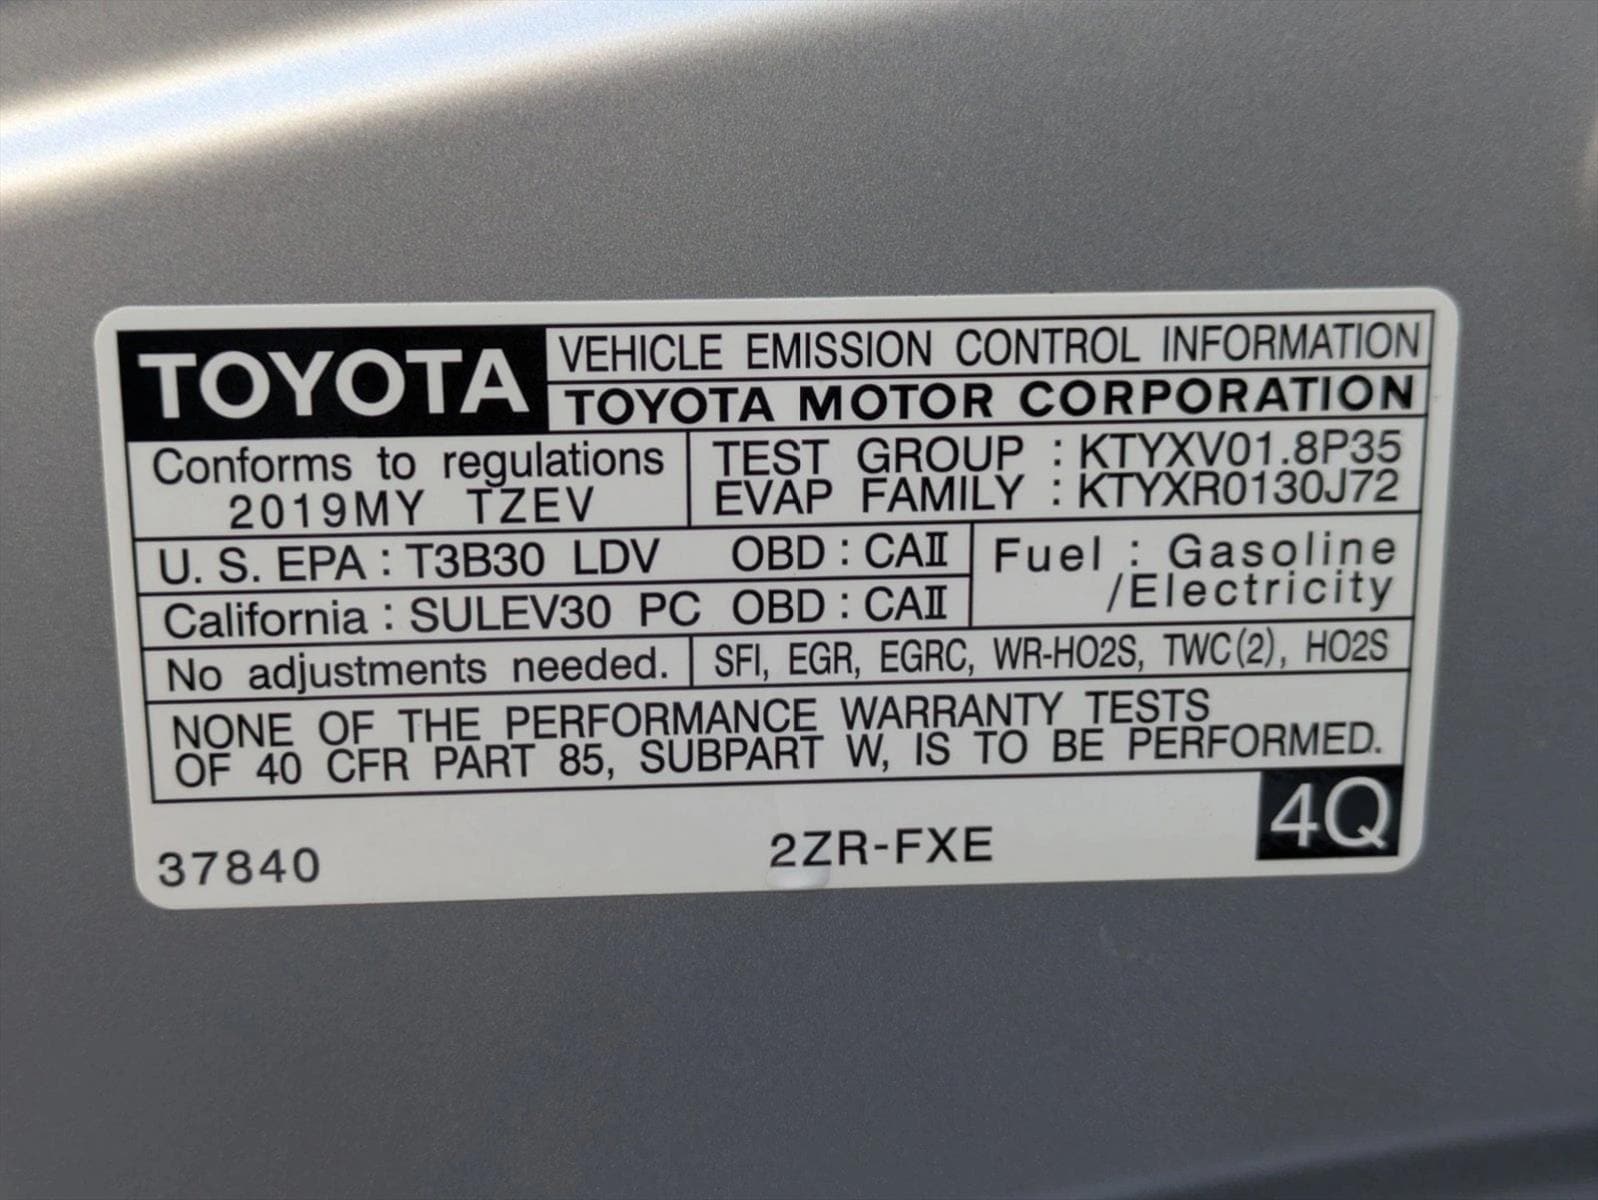 TOYOTA VEHICLE EMISSION CONTROL INFORMATION
TOYOTA MOTOR CORPORATION
Conforms to regulations
2019MY TZEV
TEST GROUP : KTYXV01.8P35
EVAP FAMILY : KTYXR0130J72
U. S. EPA : T3B30 LDV OBD : CAII
California : SULEV30 PC OBD : CAII
Fuel : Gasoline
/Electricity
No adjustments needed. SFI, EGR, EGRC, WR-HO2S, TWC(2), HO2S
NONE OF THE PERFORMANCE WARRANTY TESTS
OF 40 CFR PART 85, SUBPART W, IS TO BE PERFORMED.
37840 2ZR-FXE 4Q